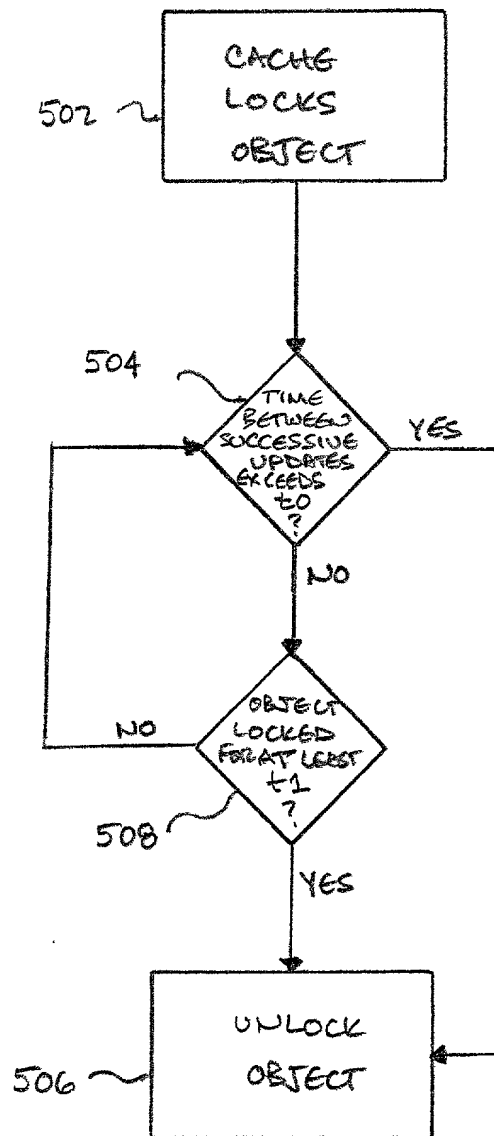 CACHE
LOCKS
OBJECT
502
504
TIME
BETWEEN
SUCCESSIVE
UPDATES
EXCEEDS
t0
?
YES
NO
OBJECT
LOCKED
FOR AT LEAST
t1
?
NO
508
YES
UNLOCK
OBJECT
506